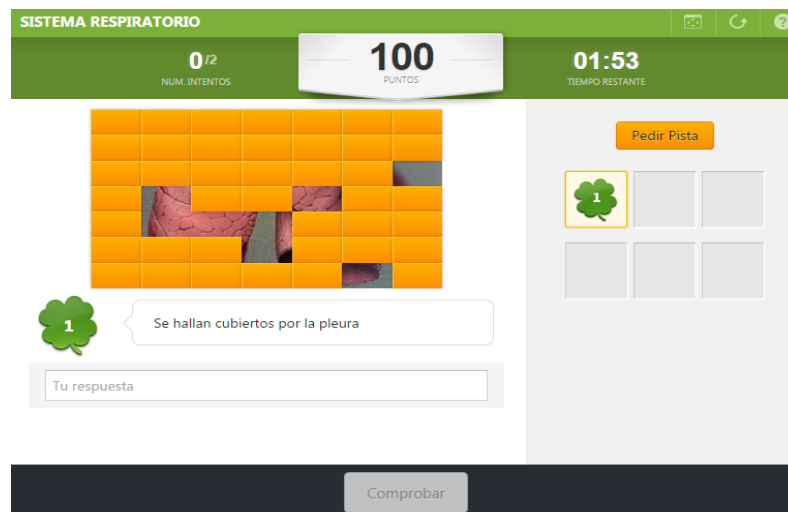 SISTEMA RESPIRATORIO
0/2
NUM. INTENTOS
100
PUNTOS
01:53
TIEMPO RESTANTE
Pedir Pista
1
1
Se hallan cubiertos por la pleura
Tu respuesta
Comprobar